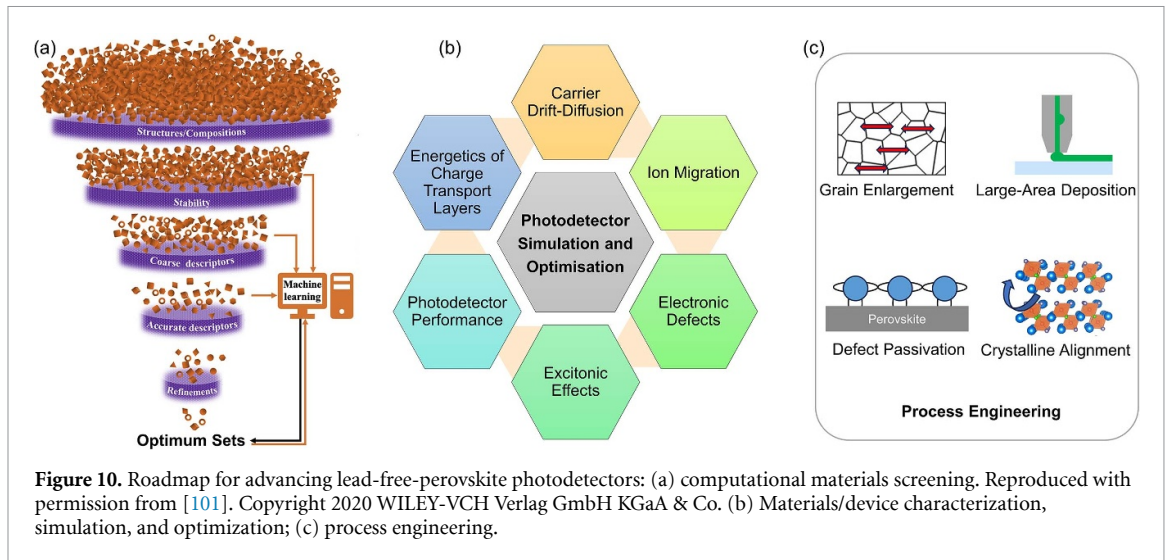 (a)
Structures/Compositions
Stability
Coarse descriptors
Accurate descriptors
Refinements
Optimum Sets
Machine
learning
(b)
Carrier
Drift-Diffusion
Energetics of
Charge
Transport
Layers
Ion Migration
Photodetector
Simulation and
Optimisation
Photodetector
Performance
Electronic
Defects
Excitonic
Effects
(c)
Grain Enlargement
Large-Area Deposition
Perovskite
Defect Passivation
Crystalline Alignment
Process Engineering
Figure 10. Roadmap for advancing lead-free-perovskite photodetectors: (a) computational materials screening. Reproduced with
permission from [101]. Copyright 2020 WILEY-VCH Verlag GmbH KGaA & Co. (b) Materials/device characterization,
simulation, and optimization; (c) process engineering.